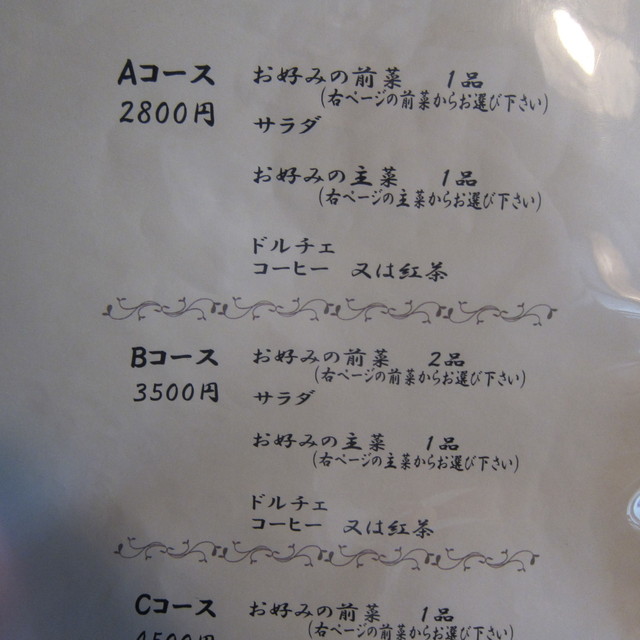 Aコース お好みの前菜 1品
(右ページの前菜からお選び下さい)
2800円
サラダ
お好みの主菜 1品
(右ページの主菜からお選び下さい)
ドルチェ
コーヒー 又は紅茶
Bコース お好みの前菜 2品
(右ページの前菜からお選び下さい)
3500円
サラダ
お好みの主菜 1品
(右ページの主菜からお選び下さい)
ドルチェ
コーヒー 又は紅茶
Cコース お好みの前菜 1品
(右ページの前菜からお選び下さい)
4500円